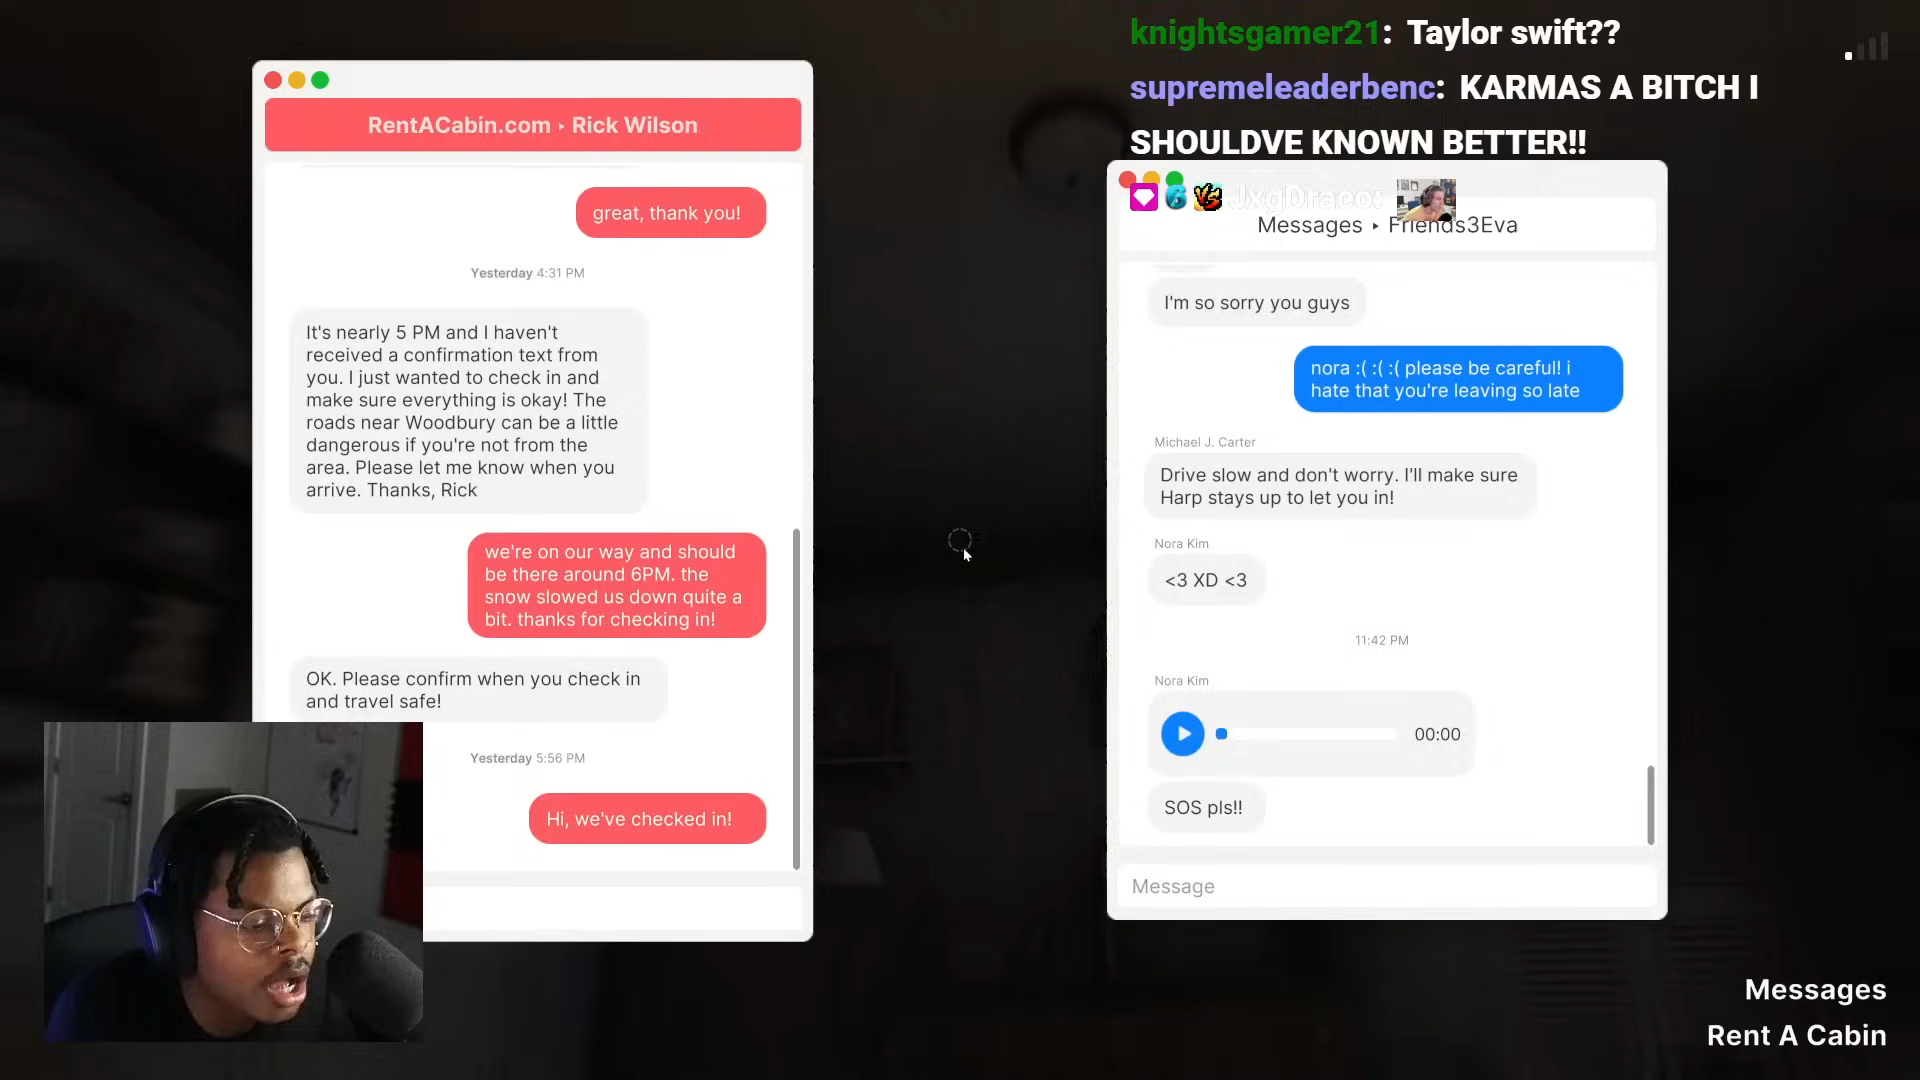 knightsgamer21: Taylor swift??
supremeleaderbenc: KARMAS A BITCH I
SHOULDVE KNOWN BETTER!!
JxgDraco:
RentACabin.com ▸ Rick Wilson
great, thank you!
Yesterday 4:31 PM
It's nearly 5 PM and I haven't
received a confirmation text from
you. I just wanted to check in and
make sure everything is okay! The
roads near Woodbury can be a little
dangerous if you're not from the
area. Please let me know when you
arrive. Thanks, Rick
we're on our way and should
be there around 6PM. the
snow slowed us down quite a
bit. thanks for checking in!
OK. Please confirm when you check in
and travel safe!
Yesterday 5:56 PM
Hi, we've checked in!
Messages ▸ Friends3Eva
I'm so sorry you guys
nora :( :( :( please be careful! i
hate that you're leaving so late
Michael J. Carter
Drive slow and don't worry. I'll make sure
Harp stays up to let you in!
Nora Kim
<3 XD <3
11:42 PM
Nora Kim
00:00
SOS pls!!
Message
Messages
Rent A Cabin